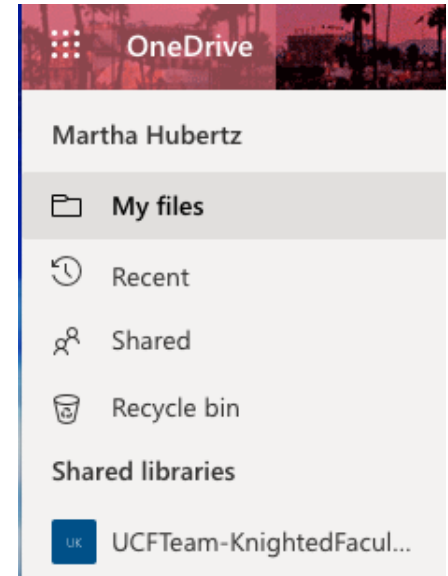 OneDrive
Martha Hubertz
My files
Recent
Shared
Recycle bin
Shared libraries
UK
UCFTeam-KnightedFacul...